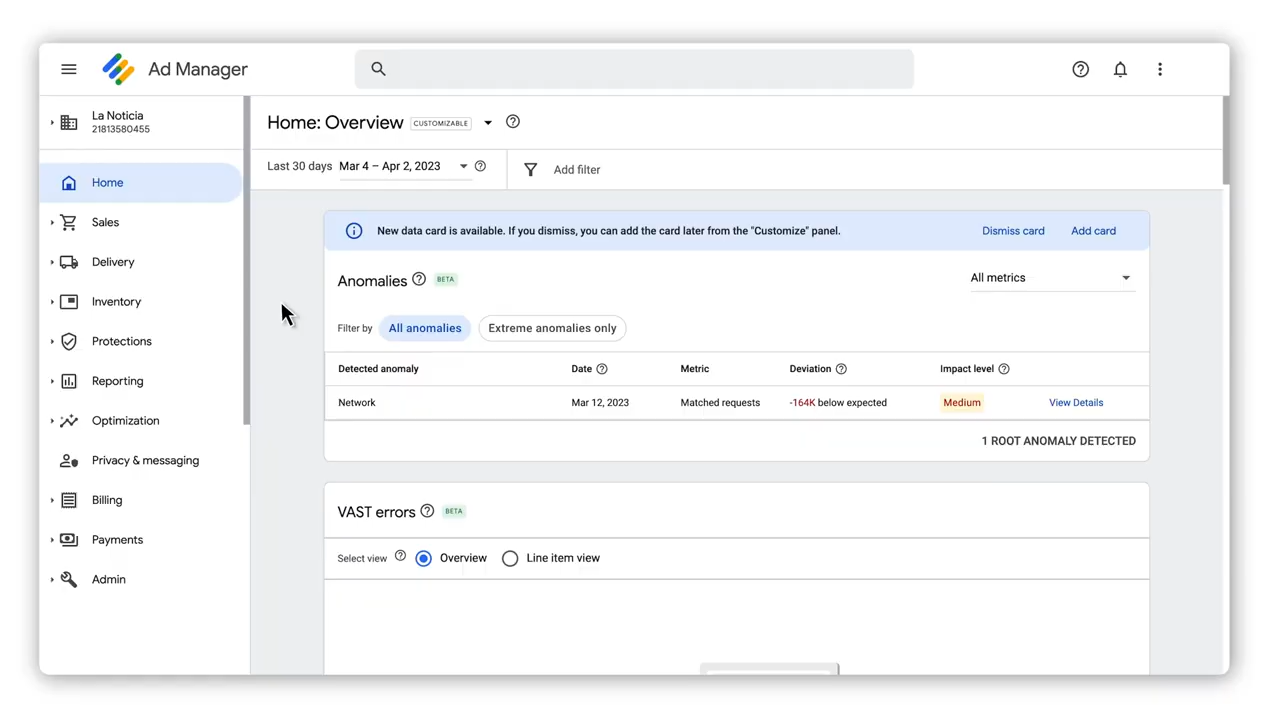 Ad Manager
La Noticia
21813580455
Home
Sales
Delivery
Inventory
Protections
Reporting
Optimization
Privacy & messaging
Billing
Payments
Admin
Home: Overview CUSTOMIZABLE
Last 30 days Mar 4 – Apr 2, 2023 Add filter
New data card is available. If you dismiss, you can add the card later from the "Customize" panel. Dismiss card Add card
Anomalies BETA All metrics
Filter by All anomalies Extreme anomalies only
Detected anomaly Date Metric Deviation Impact level
Network Mar 12, 2023 Matched requests -164K below expected Medium View Details
1 ROOT ANOMALY DETECTED
VAST errors BETA
Select view Overview Line item view